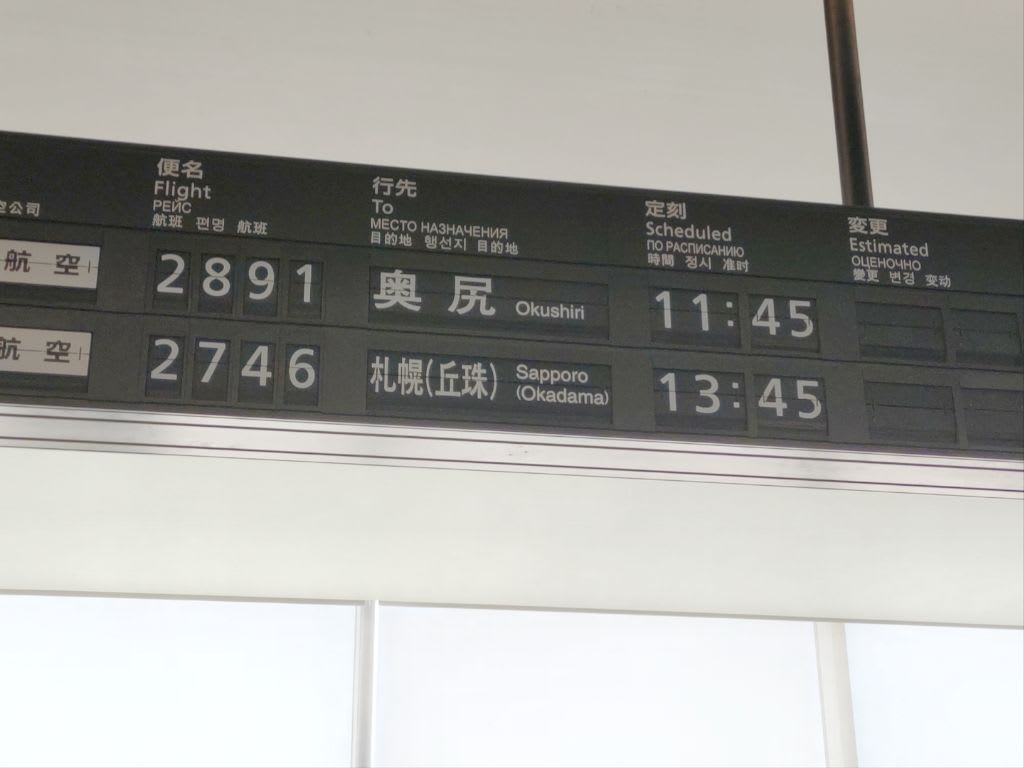 空公司
便名
Flight
РЕЙС
航班 편명 航班
行先
To
МЕСТО НАЗНАЧЕНИЯ
目的地 행선지 目的地
定刻
Scheduled
ПО РАСПИСАНИЮ
時間 정시 准时
変更
Estimated
ОЦЕНОЧНО
變更 변경 变动
航空 2891 奥尻 Okushiri 11:45
航空 2746 札幌(丘珠) Sapporo (Okadama) 13:45